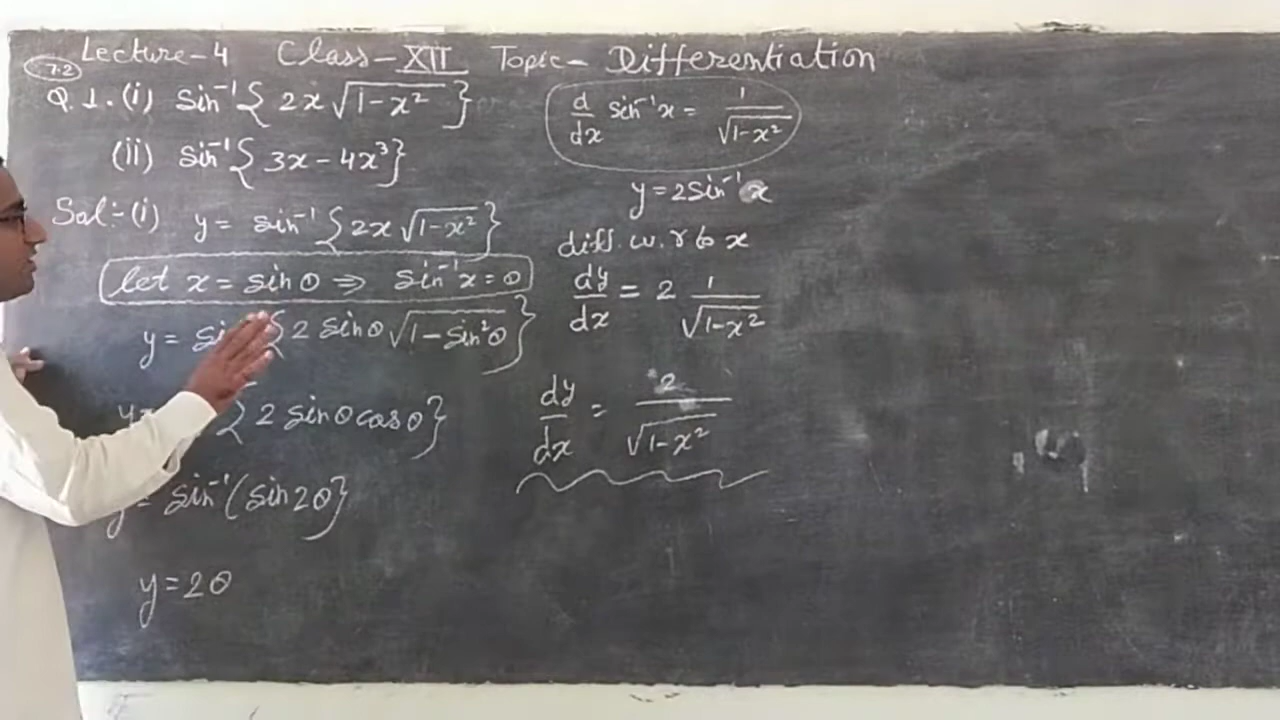 Lecture-4 Class-XII Topic- Differentiation
7.2
Q.1.(i) sin⁻¹{ 2x √(1-x²) }
(ii) sin⁻¹{ 3x - 4x³}
Sol:-(i) y = sin⁻¹ {2x √(1-x²)}
let x = sin θ ⇒ sin⁻¹x = θ
y = { 2 sinθ √(1-sin²θ) }
{ 2 sinθ cosθ}
= sin⁻¹(sin2θ}
y = 2θ
d/dx sin⁻¹x = 1/√(1-x²)
y = 2sin⁻¹x
diff. w.r to x
dy/dx = 2 1/√(1-x²)
dy/dx = 2/√(1-x²)